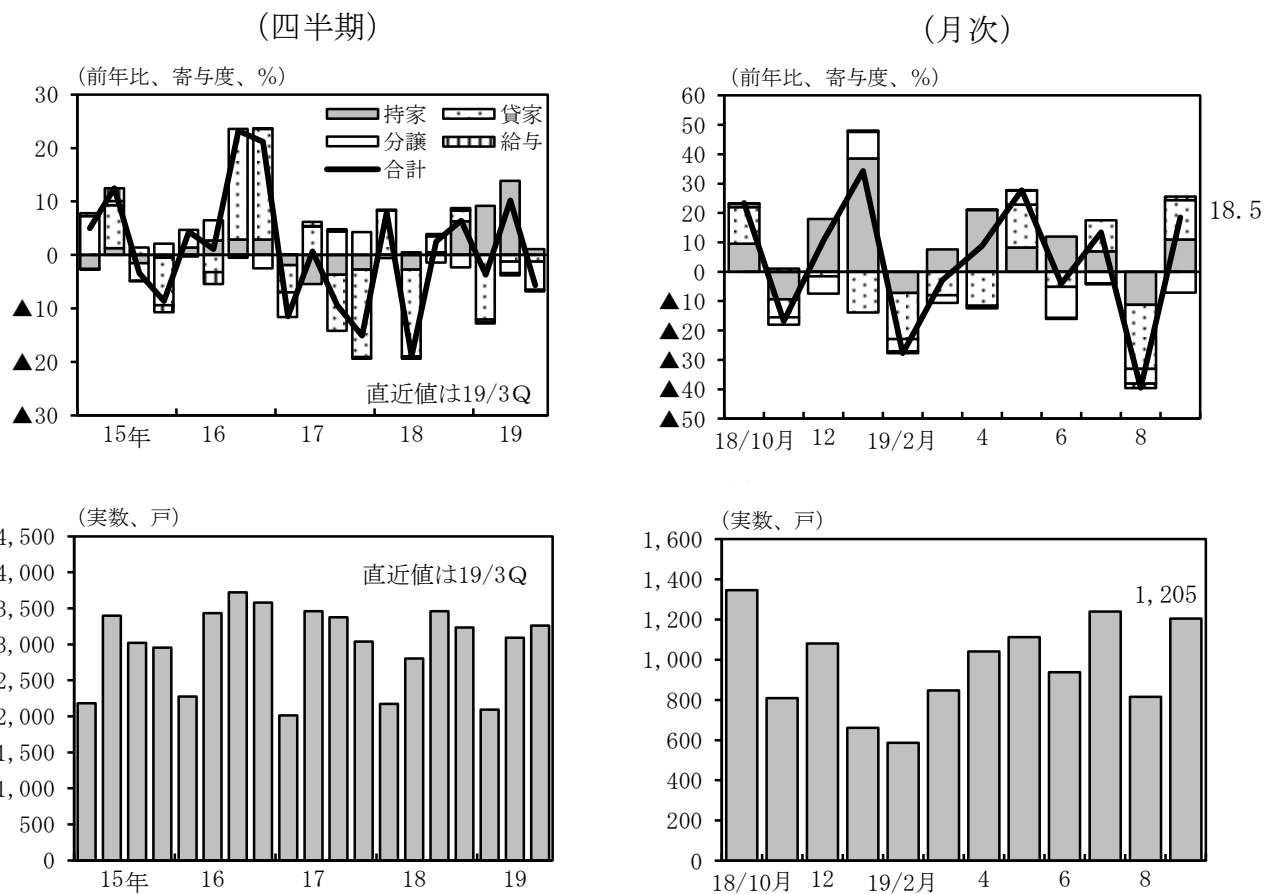 (四半期)
(月次)
(前年比、寄与度、%)
30
20
10
0
▲10
▲20
▲30
持家
貸家
分譲
給与
合計
直近値は19/3Q
15年
16
17
18
19
(前年比、寄与度、%)
60
50
40
30
20
10
0
▲10
▲20
▲30
▲40
▲50
18.5
18/10月
12
19/2月
4
6
8
(実数、戸)
4,500
4,000
3,500
3,000
2,500
2,000
1,500
1,000
500
0
直近値は19/3Q
15年
16
17
18
19
(実数、戸)
1,600
1,400
1,200
1,000
800
600
400
200
0
1,205
18/10月
12
19/2月
4
6
8